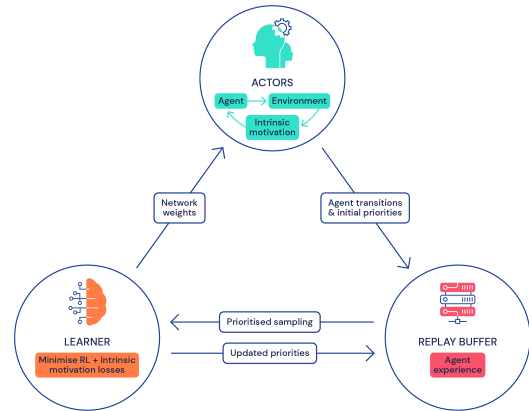 ACTORS
Agent
Environment
Intrinsic
motivation
Network
weights
Agent transitions
& initial priorities
Prioritised sampling
Updated priorities
LEARNER
Minimise RL + intrinsic
motivation losses
REPLAY BUFFER
Agent
experience